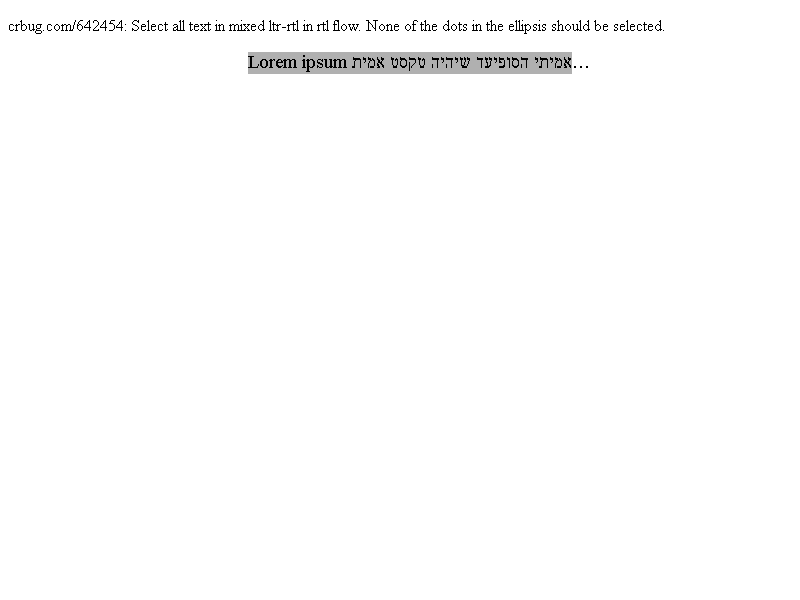 crbug.com/642454: Select all text in mixed ltr-rtl in rtl flow. None of the dots in the ellipsis should be selected.
Lorem ipsum אמיתי הסופיעד שיהיה טקסט אמית…